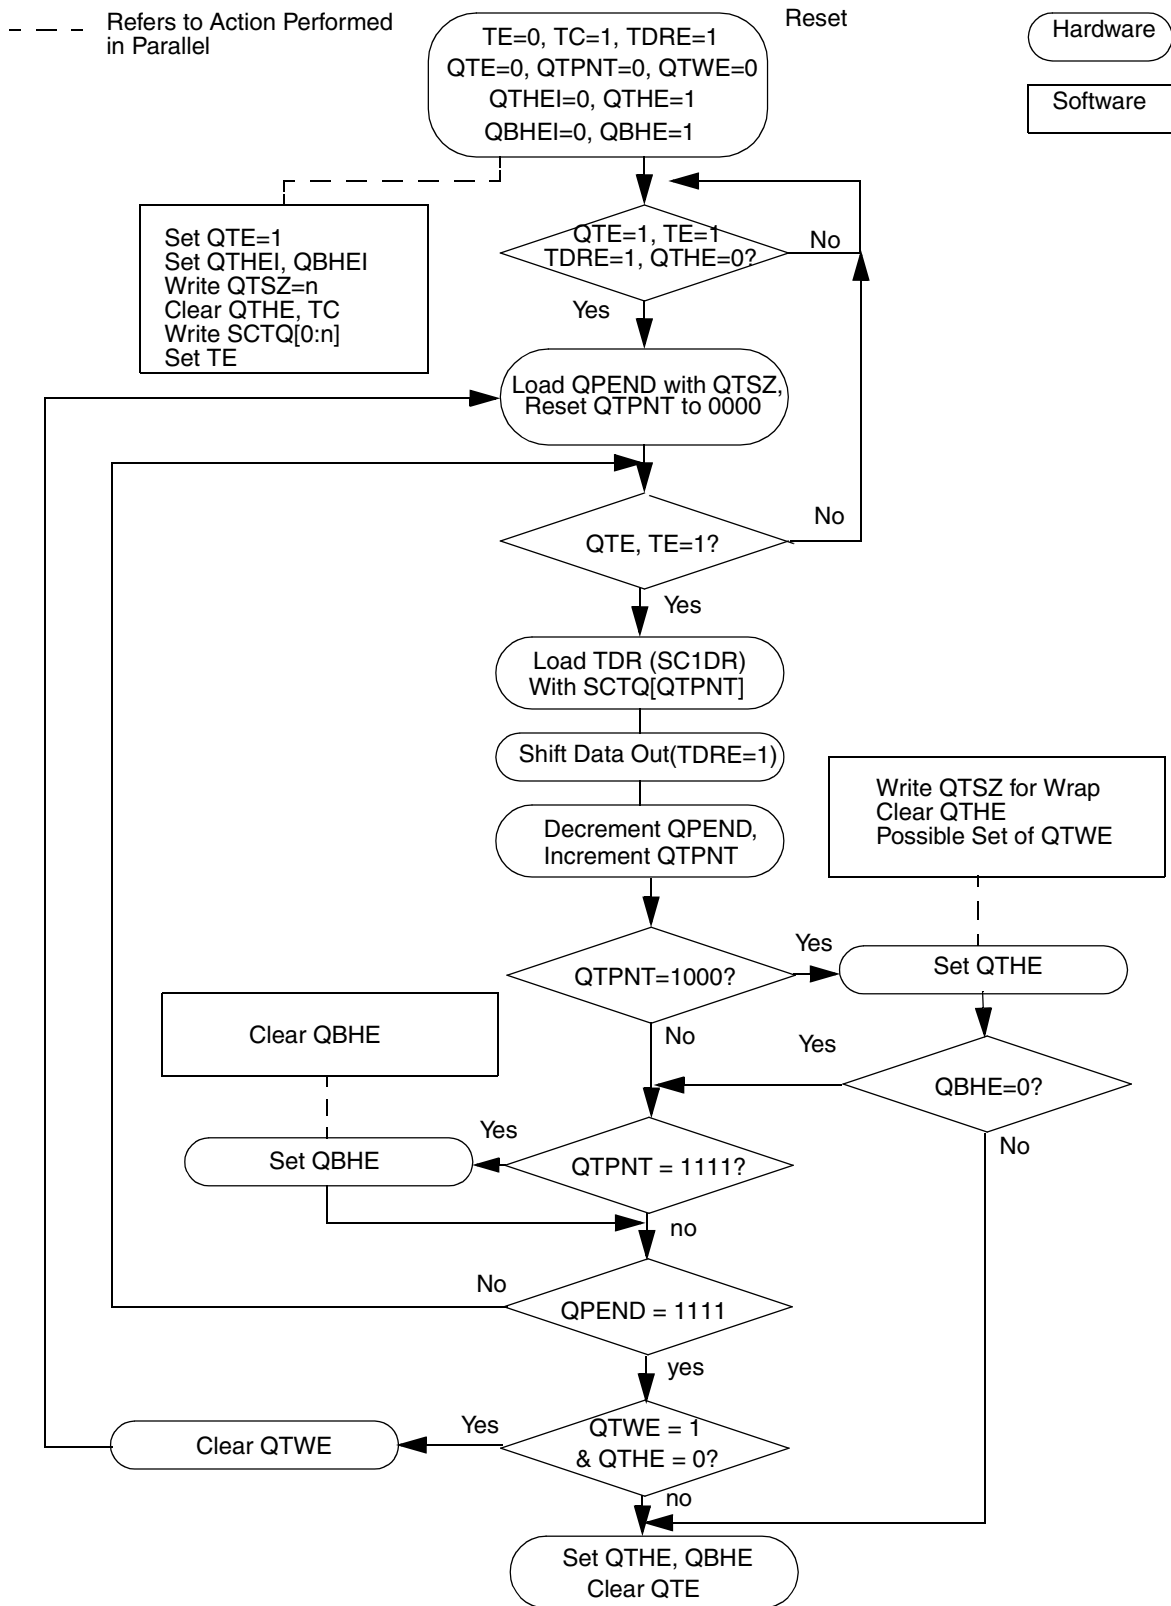 Refers to Action Performed
in Parallel
Reset
Hardware
Software
TE=0, TC=1, TDRE=1
QTE=0, QTPNT=0, QTWE=0
QTHEI=0, QTHE=1
QBHEI=0, QBHE=1
Set QTE=1
Set QTHEI, QBHEI
Write QTSZ=n
Clear QTHE, TC
Write SCTQ[0:n]
Set TE
QTE=1, TE=1
TDRE=1, QTHE=0?
No
Yes
Load QPEND with QTSZ,
Reset QTPNT to 0000
QTE, TE=1?
No
Yes
Load TDR (SC1DR)
With SCTQ[QTPNT]
Shift Data Out(TDRE=1)
Decrement QPEND,
Increment QTPNT
Write QTSZ for Wrap
Clear QTHE
Possible Set of QTWE
QTPNT=1000?
Yes
Set QTHE
No
Clear QBHE
Yes
QBHE=0?
No
Yes
Set QBHE
QTPNT = 1111?
no
No
QPEND = 1111
yes
Yes
Clear QTWE
QTWE = 1
& QTHE = 0?
no
Set QTHE, QBHE
Clear QTE